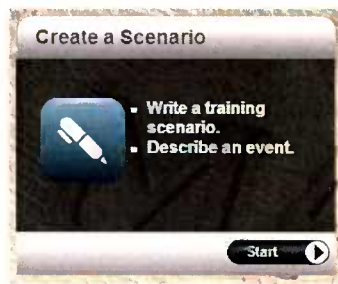 Create a Scenario
▪ Write a training
scenario.
▪ Describe an event.
Start